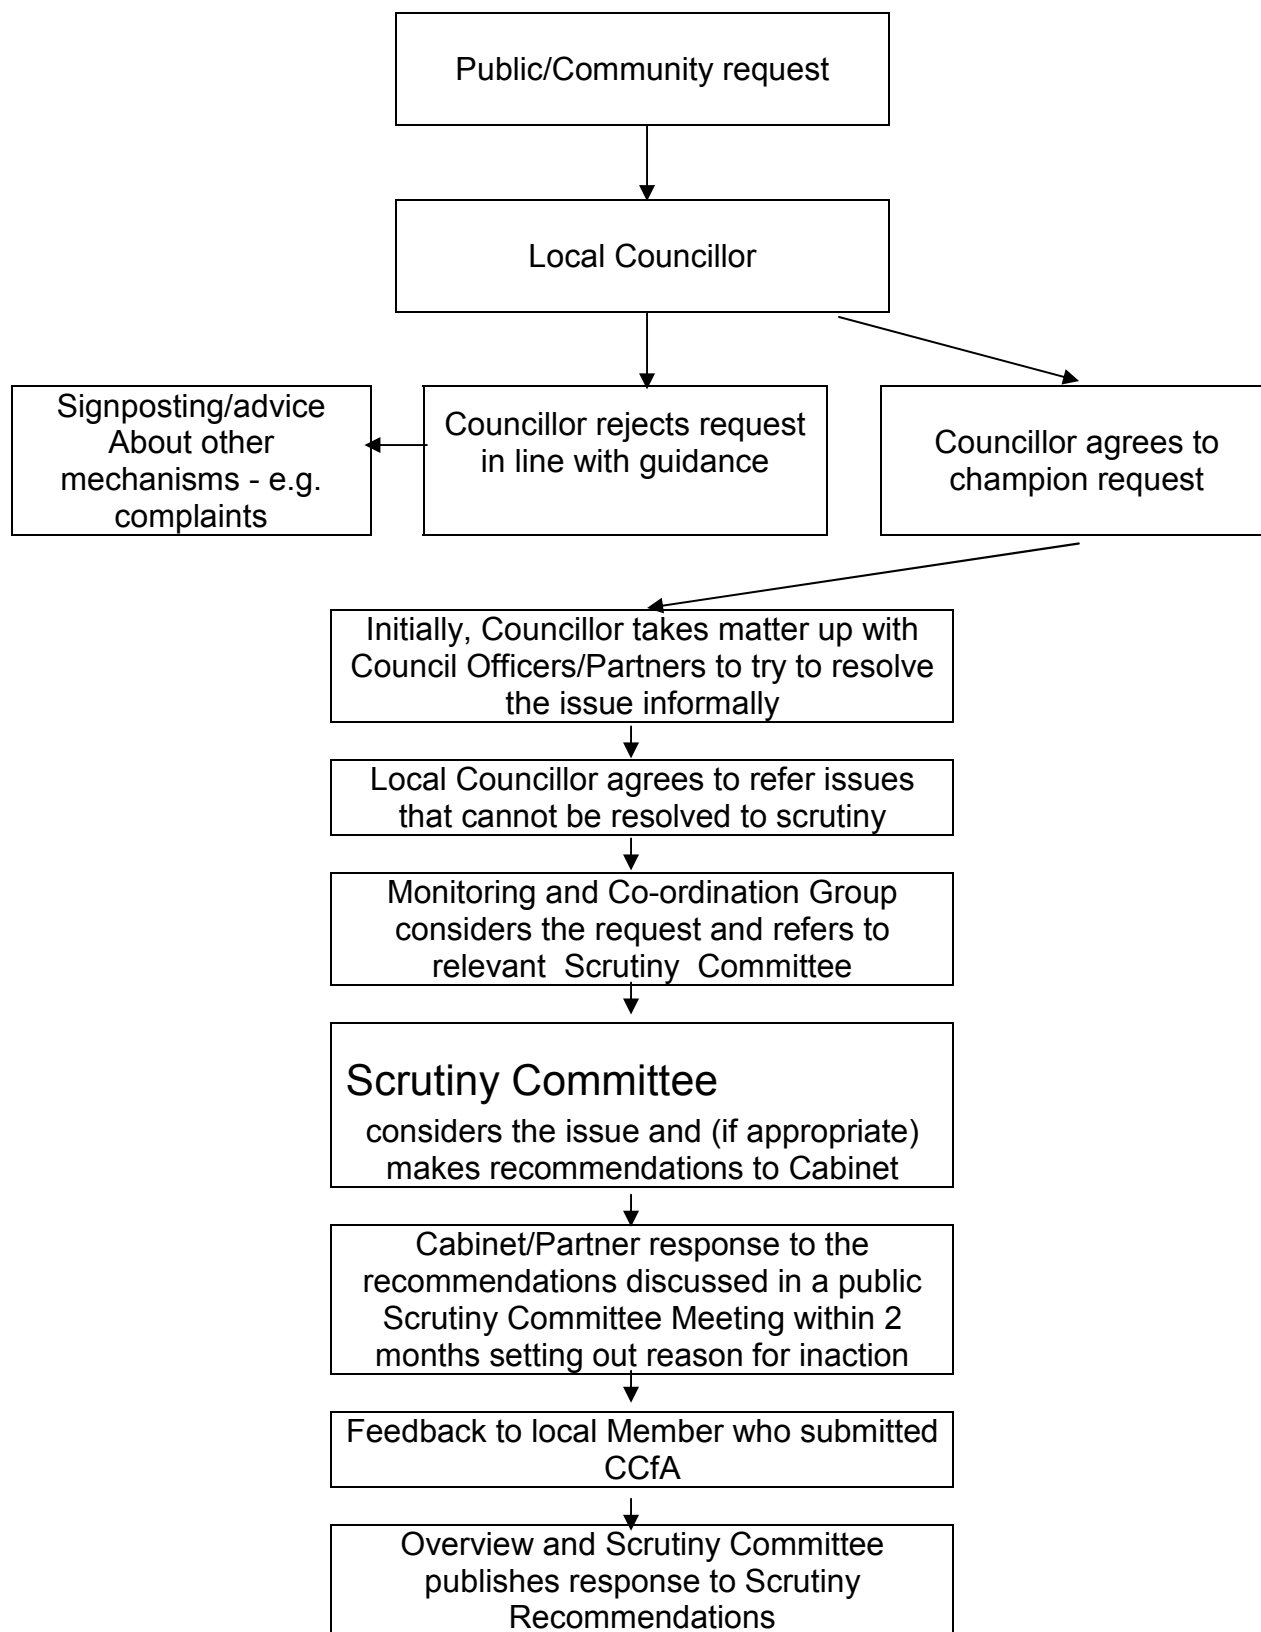 Public/Community request
Local Councillor
Signposting/advice
About other
mechanisms - e.g.
complaints
Councillor rejects request
in line with guidance
Councillor agrees to
champion request
Initially, Councillor takes matter up with
Council Officers/Partners to try to resolve
the issue informally
Local Councillor agrees to refer issues
that cannot be resolved to scrutiny
Monitoring and Co-ordination Group
considers the request and refers to
relevant Scrutiny Committee
Scrutiny Committee
considers the issue and (if appropriate)
makes recommendations to Cabinet
Cabinet/Partner response to the
recommendations discussed in a public
Scrutiny Committee Meeting within 2
months setting out reason for inaction
Feedback to local Member who submitted
CCfA
Overview and Scrutiny Committee
publishes response to Scrutiny
Recommendations